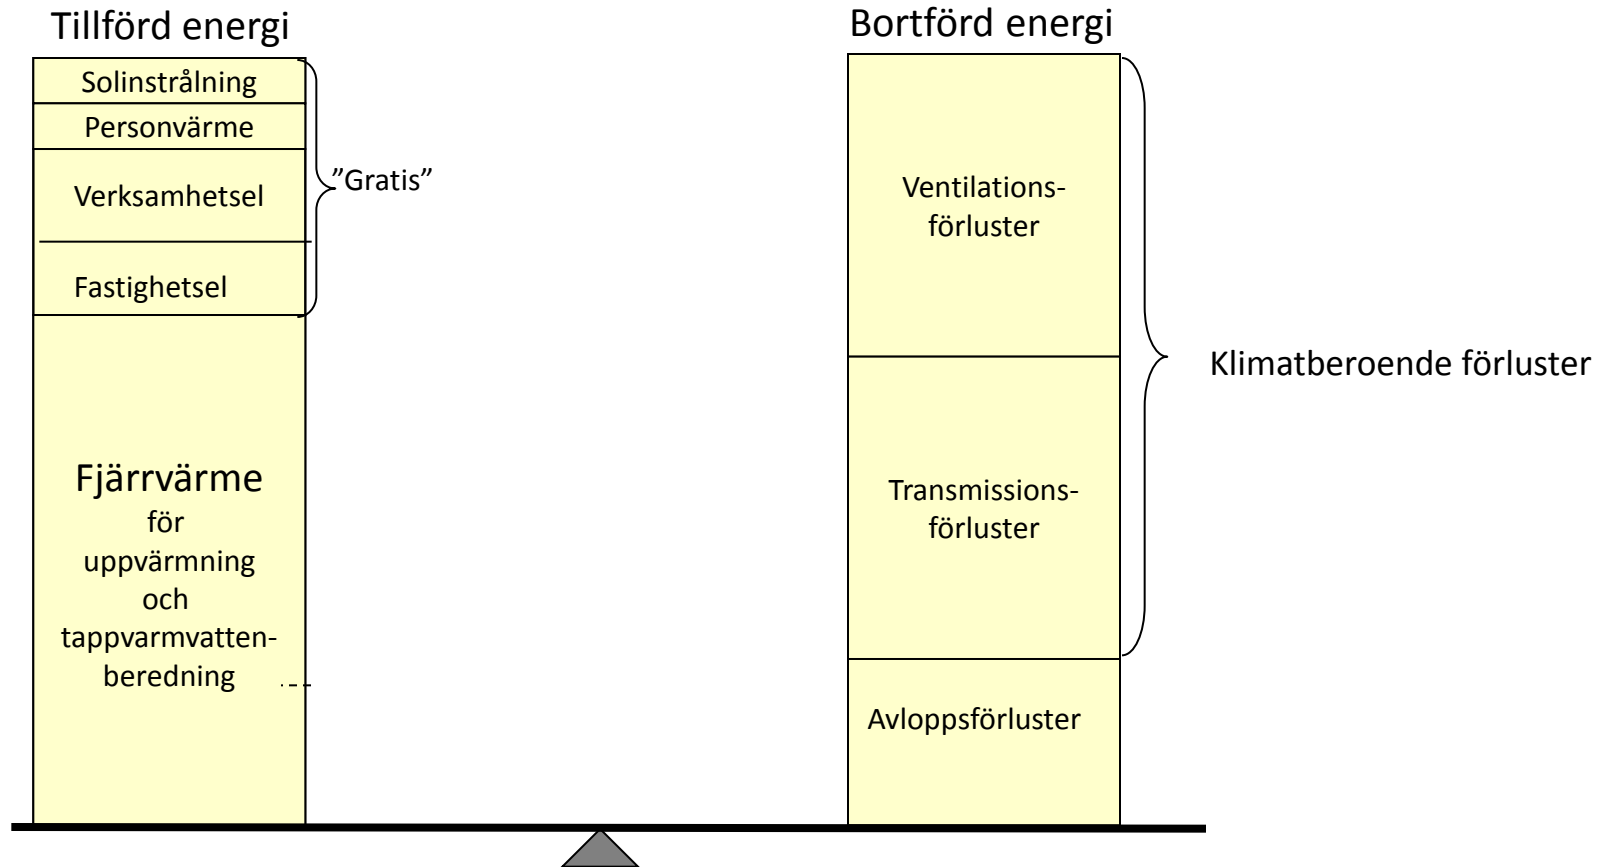 Tillförd energi
Solinstrålning
Personvärme
Verksamhetsel
Fastighetsel
”Gratis”
Fjärrvärme
för
uppvärmning
och
tappvarmvatten-
beredning
Bortförd energi
Ventilations-
förluster
Transmissions-
förluster
Avloppsförluster
Klimatberoende förluster